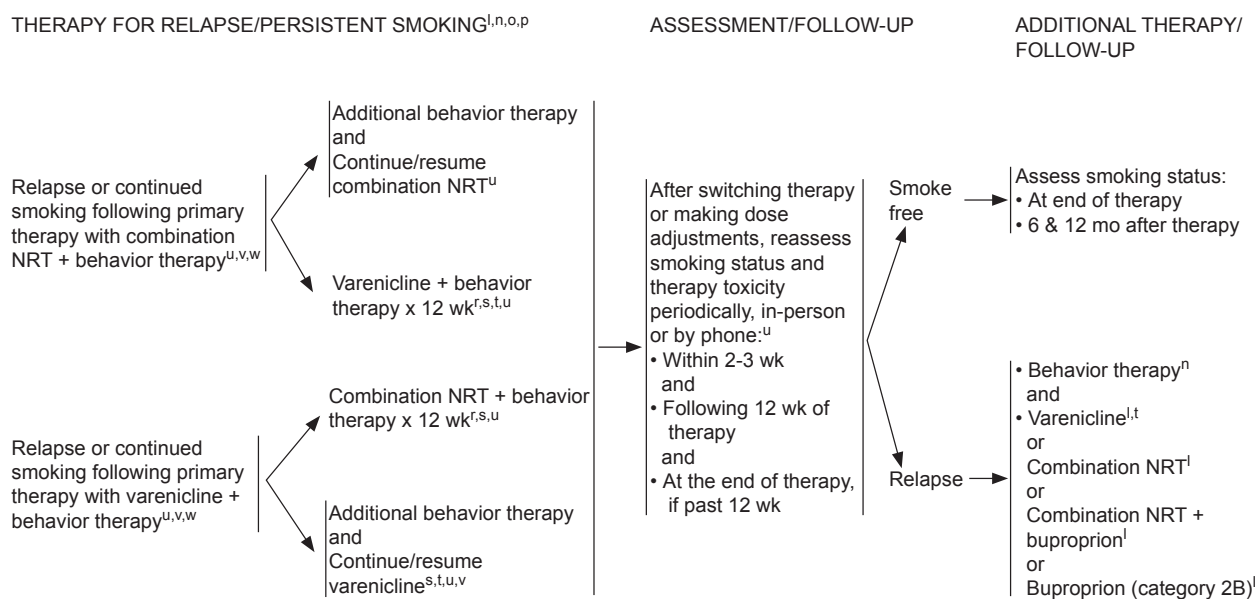 THERAPY FOR RELAPSE/PERSISTENT SMOKINGl,n,o,p
Relapse or continued
smoking following primary
therapy with combination
NRT + behavior therapyu,v,w
Additional behavior therapy
and
Continue/resume
combination NRTu
Varenicline + behavior
therapy x 12 wkr,s,t,u
Relapse or continued
smoking following primary
therapy with varenicline +
behavior therapyu,v,w
Combination NRT + behavior
therapy x 12 wkr,s,u
Additional behavior therapy
and
Continue/resume
vareniclines,t,u,v
ASSESSMENT/FOLLOW-UP
After switching therapy
or making dose
adjustments, reassess
smoking status and
therapy toxicity
periodically, in-person
or by phone:u
• Within 2-3 wk
and
• Following 12 wk of
therapy
and
• At the end of therapy,
if past 12 wk
Smoke
free
Relapse
ADDITIONAL THERAPY/
FOLLOW-UP
Assess smoking status:
• At end of therapy
• 6 & 12 mo after therapy
• Behavior therapyn
and
• Vareniclinel,t
or
Combination NRTl
or
Combination NRT +
buproprionl
or
Buproprion (category 2B)l